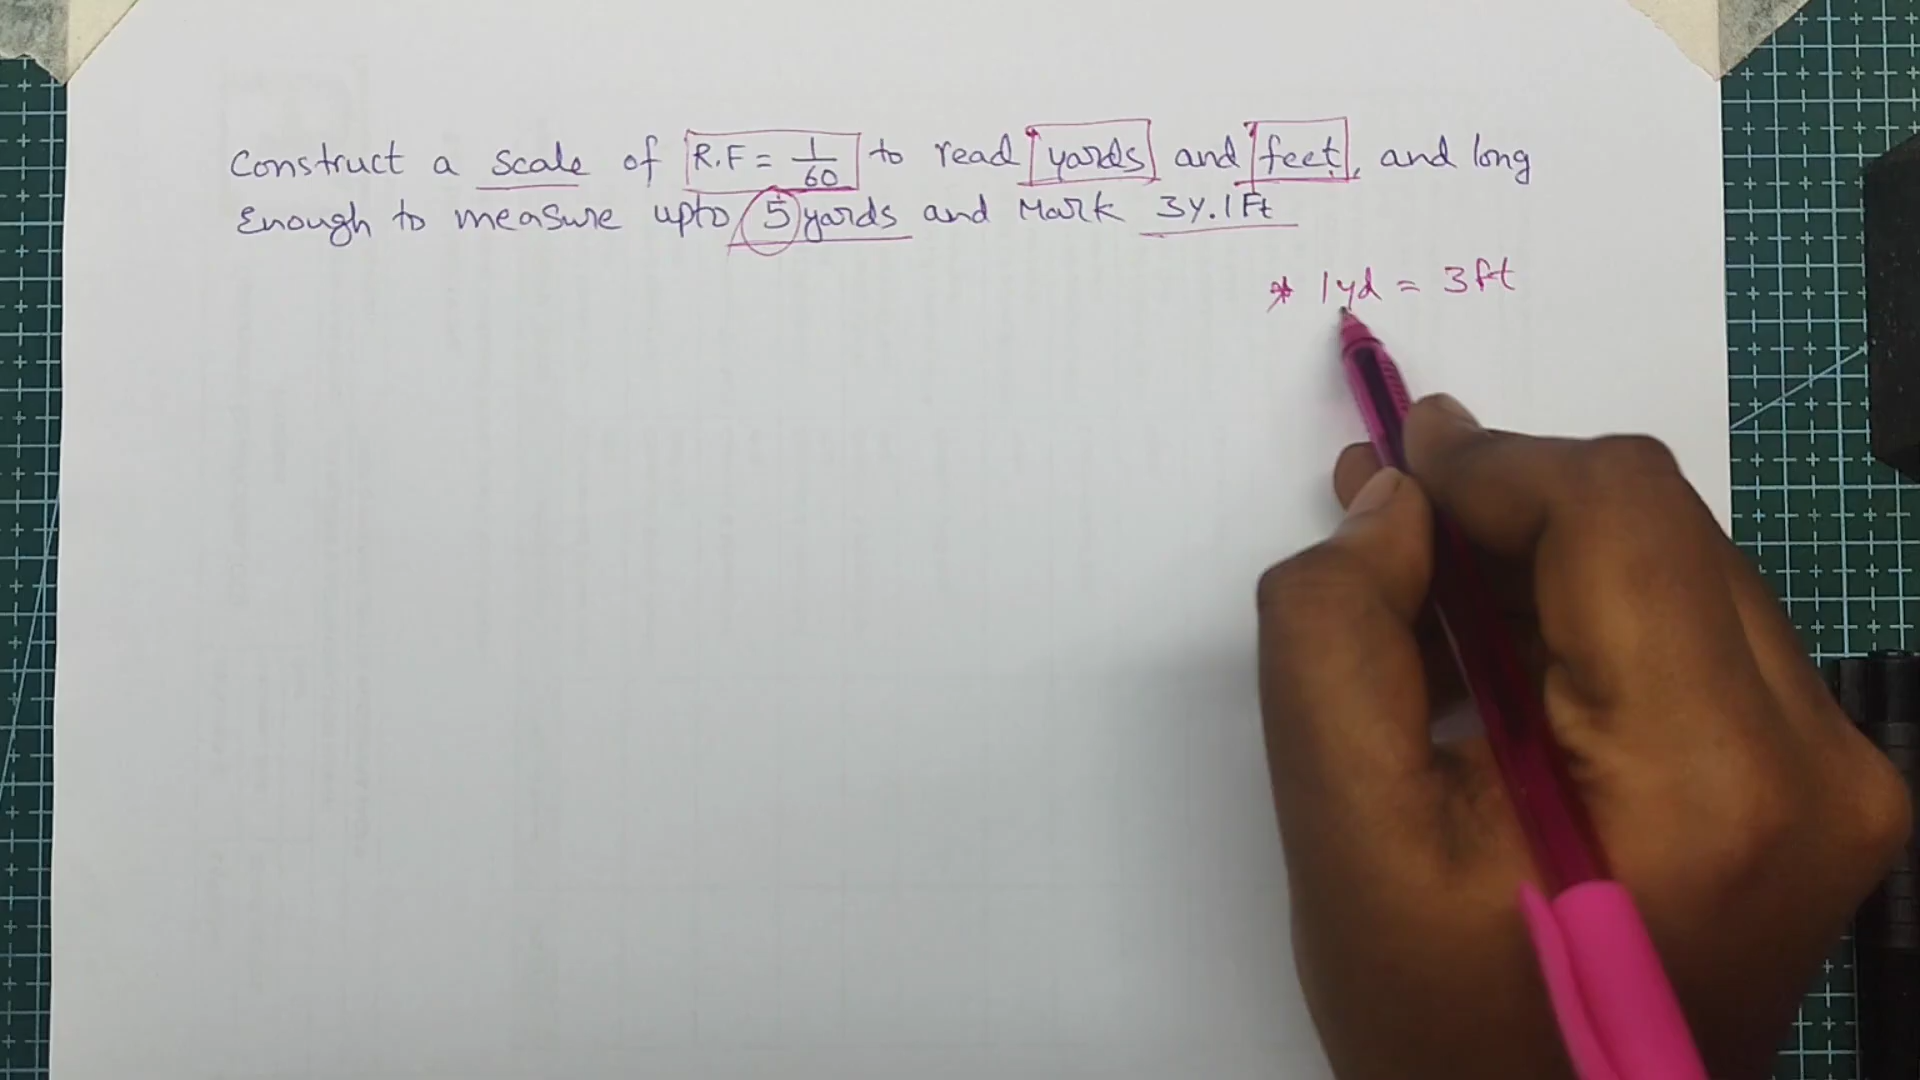 Construct a scale of R.F = 1/60 to read yards and feet, and long
Enough to measure upto 5 yards and Mark 3y.1Ft
* 1yd = 3ft